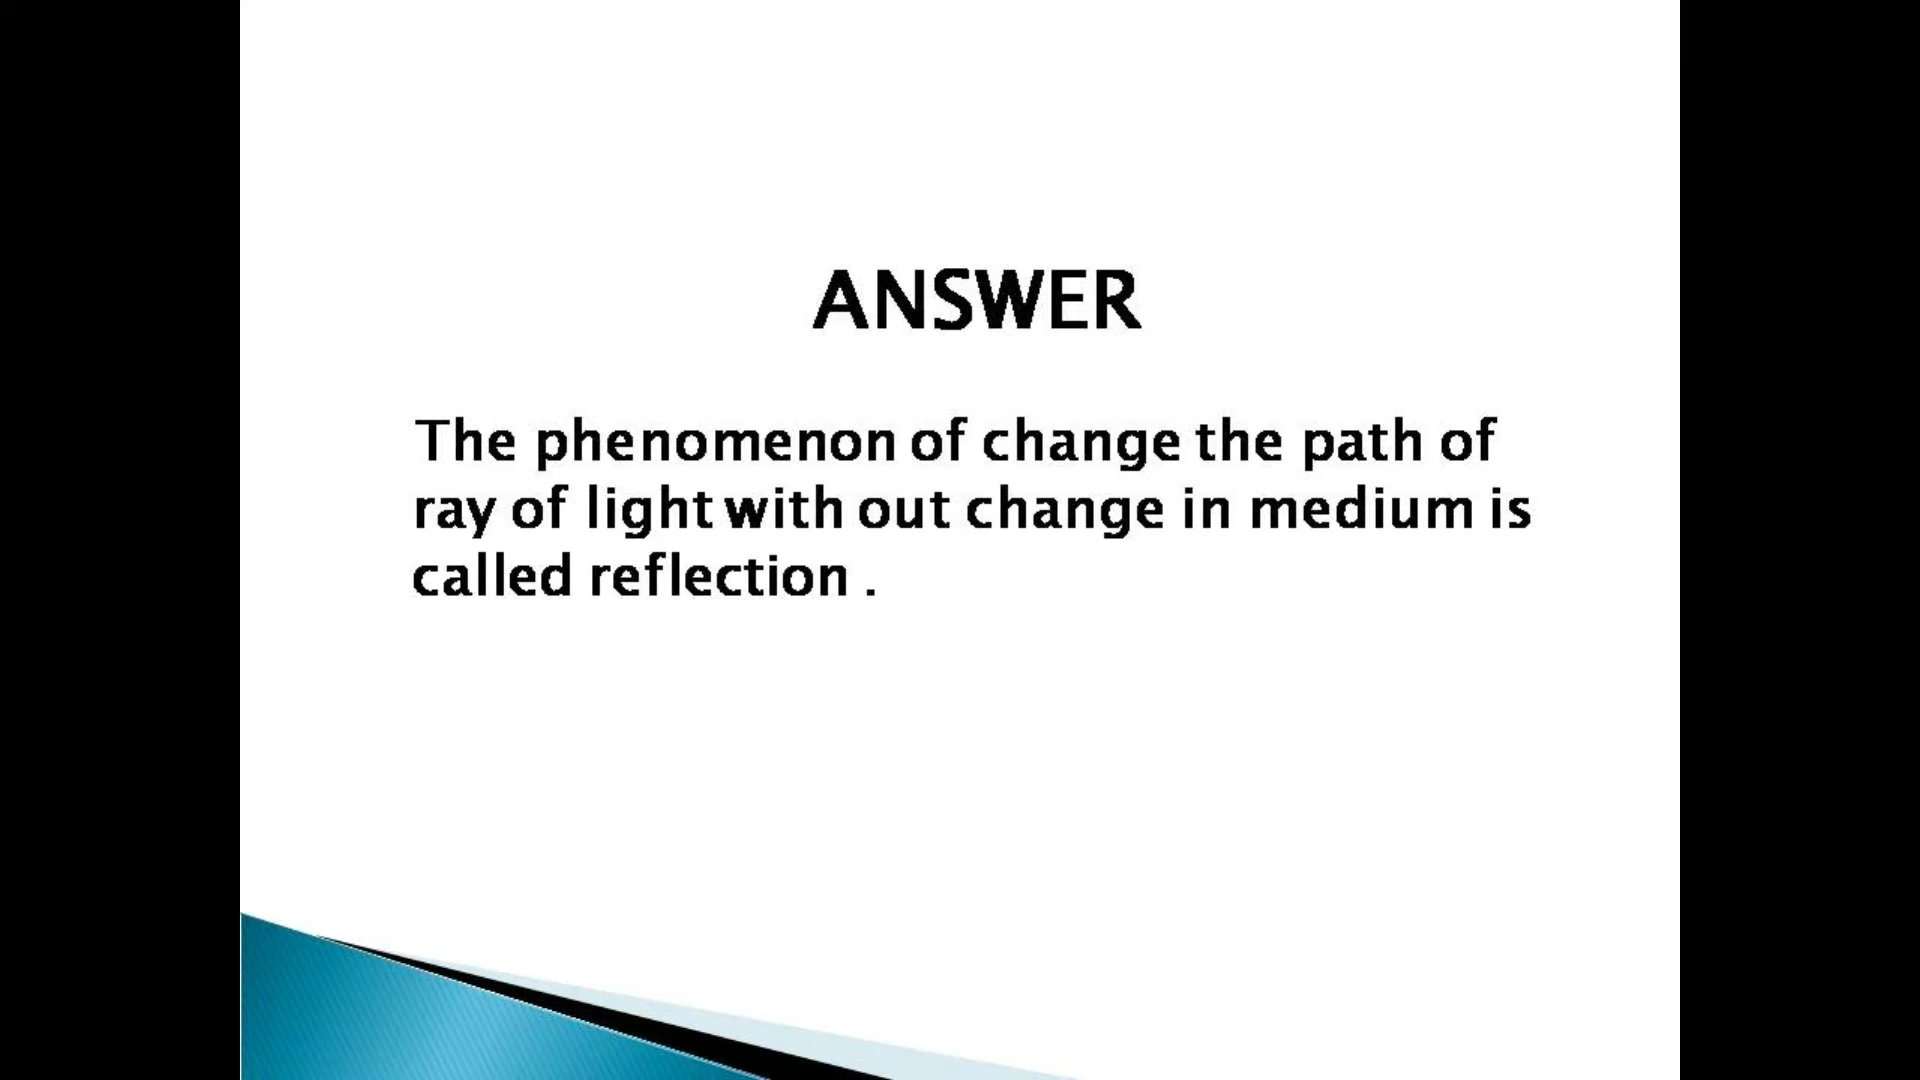 ANSWER
The phenomenon of change the path of
ray of light with out change in medium is
called reflection .